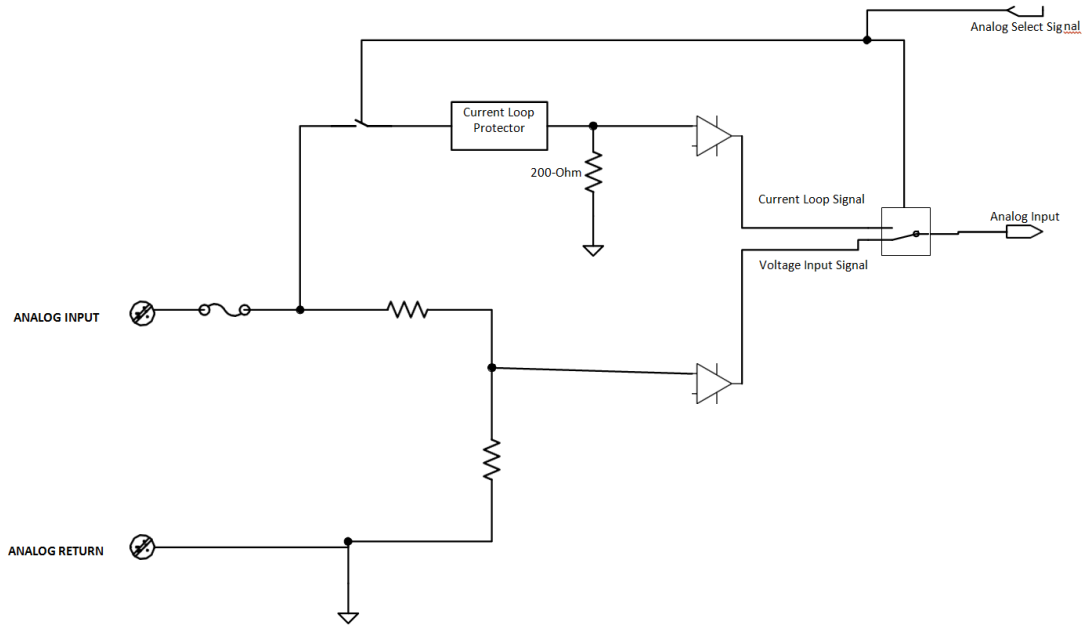 Analog Select Signal
Current Loop
Protector
200-Ohm
Current Loop Signal
Analog Input
Voltage Input Signal
ANALOG INPUT
ANALOG RETURN